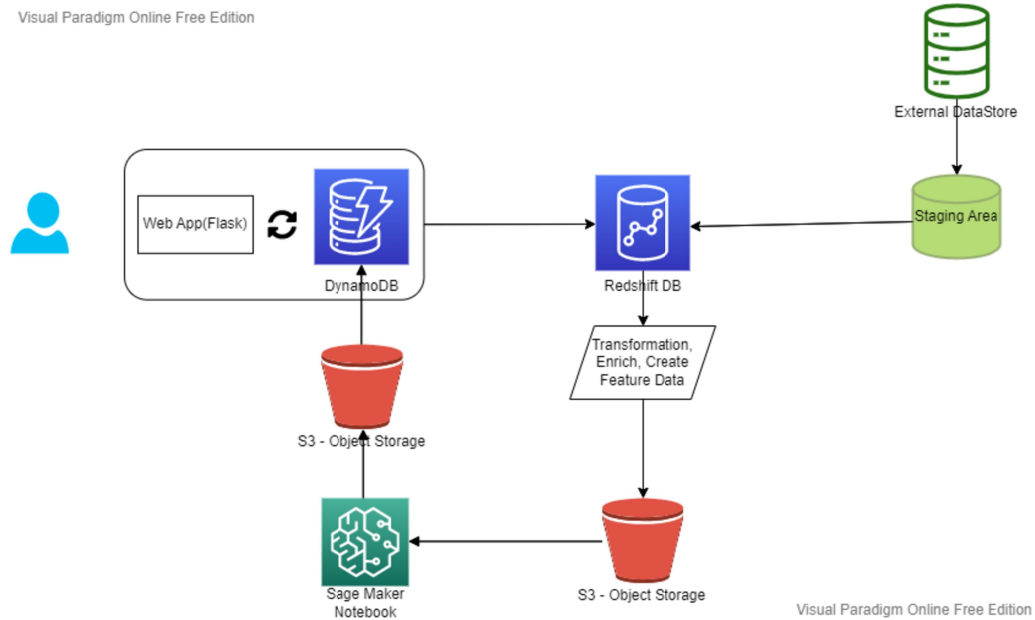 Visual Paradigm Online Free Edition
External DataStore
Web App(Flask)
Staging Area
DynamoDB
Redshift DB
Transformation,
Enrich, Create
Feature Data
S3 - Object Storage
Sage Maker
Notebook
S3 - Object Storage
Visual Paradigm Online Free Edition